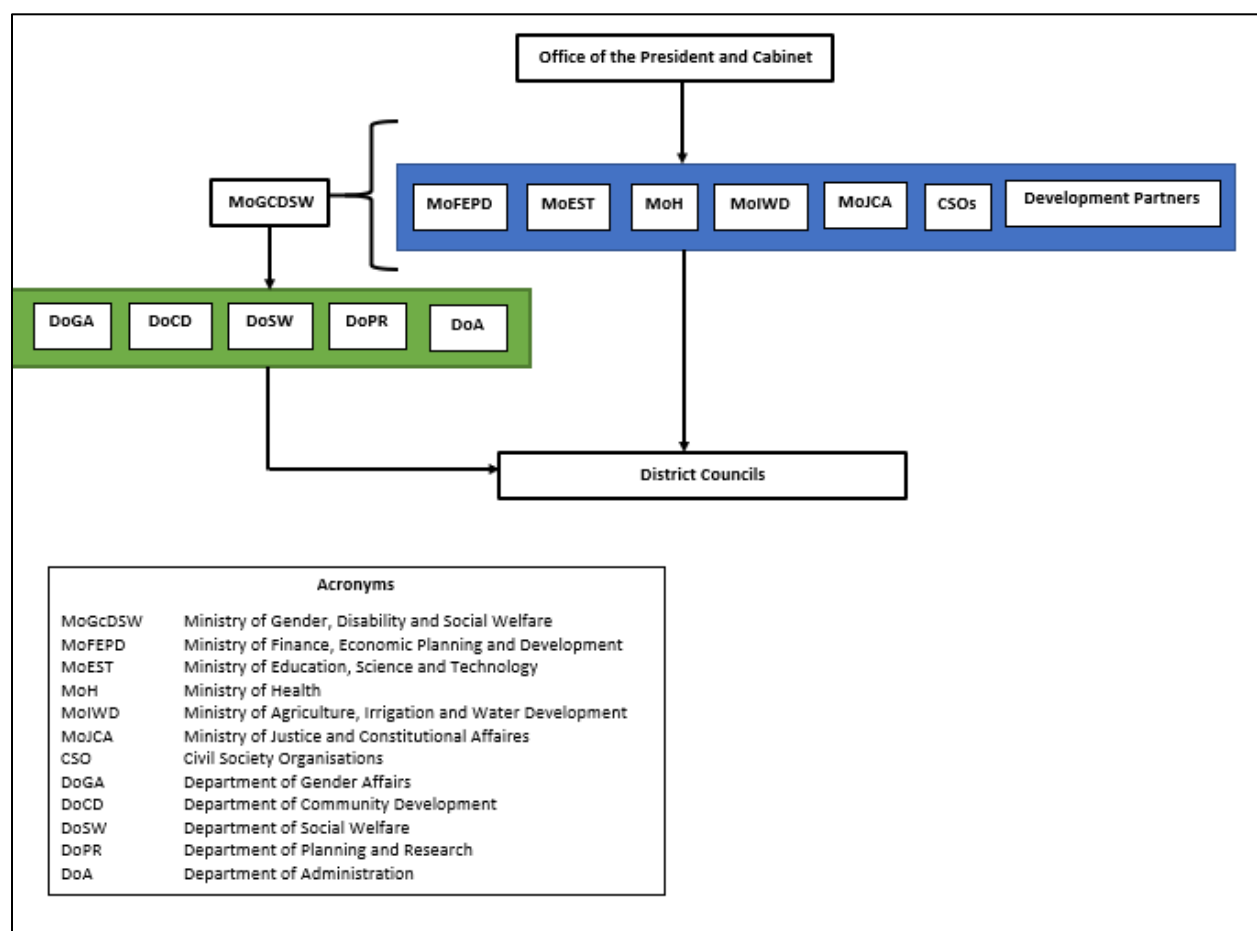 Office of the President and Cabinet
MoGCDSW
MoFEPD
MoEST
MoH
MoIWD
MoJCA
CSOs
Development Partners
DoGA
DoCD
DoSW
DoPR
DoA
District Councils
Acronyms
MoGcDSW Ministry of Gender, Disability and Social Welfare
MoFEPD Ministry of Finance, Economic Planning and Development
MoEST Ministry of Education, Science and Technology
MoH Ministry of Health
MoIWD Ministry of Agriculture, Irrigation and Water Development
MoJCA Ministry of Justice and Constitutional Affaires
CSO Civil Society Organisations
DoGA Department of Gender Affairs
DoCD Department of Community Development
DoSW Department of Social Welfare
DoPR Department of Planning and Research
DoA Department of Administration